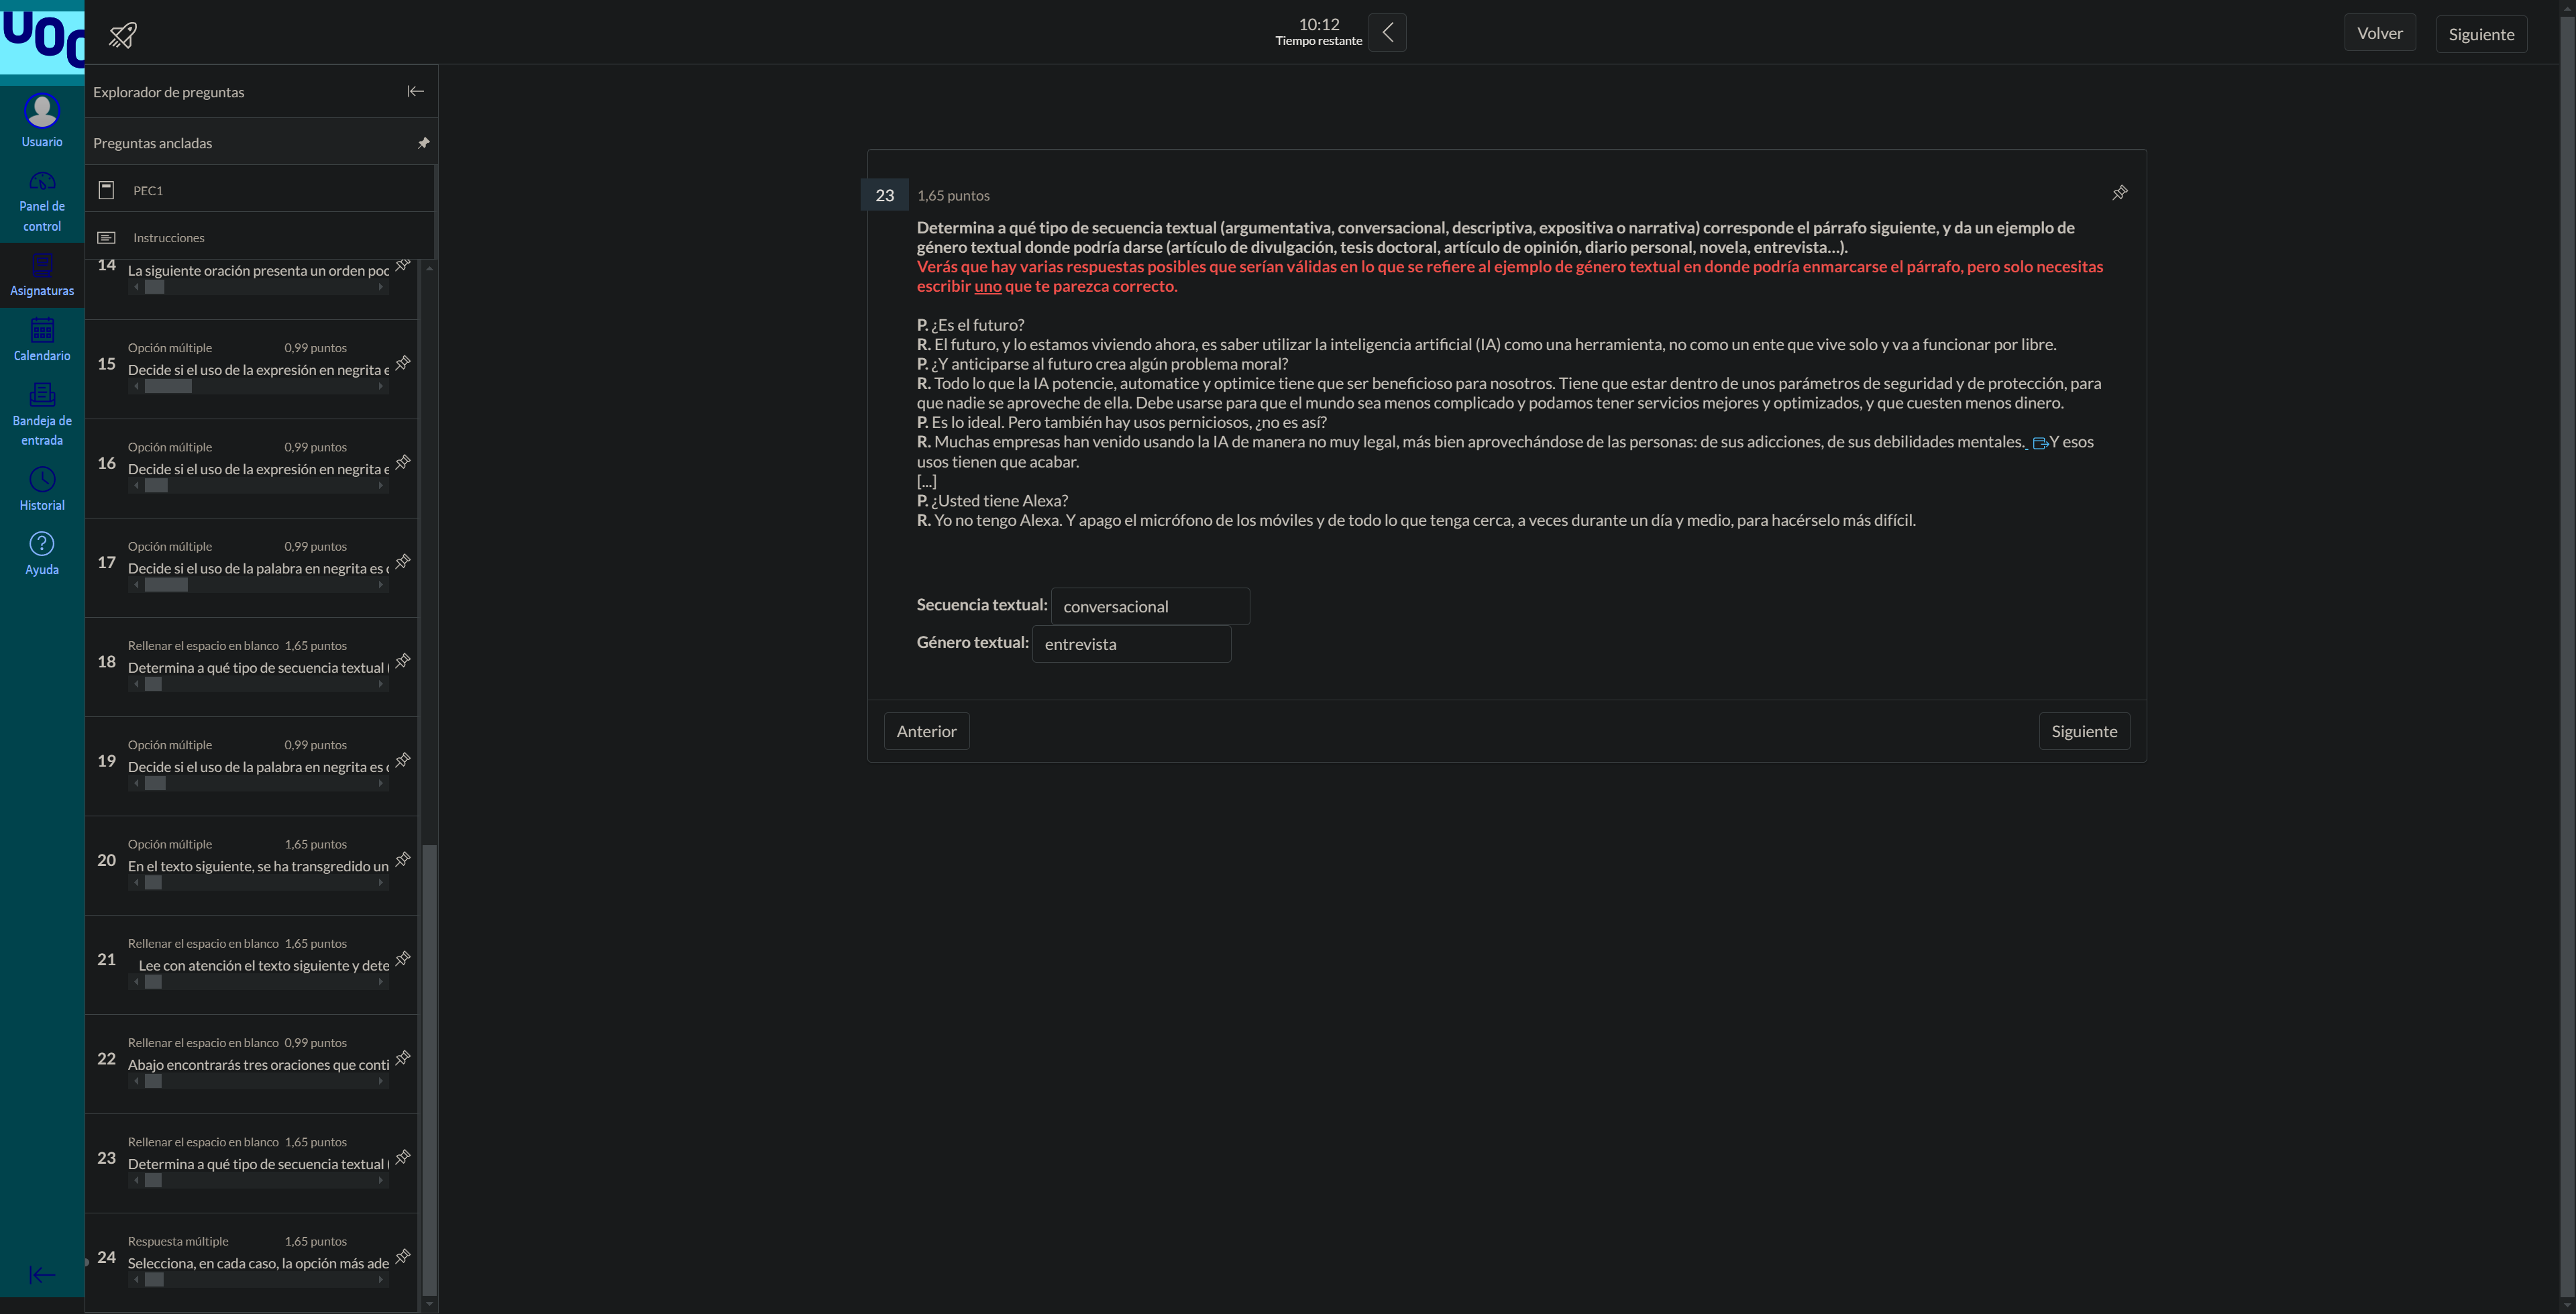 UOC
10:12
Tiempo restante
Volver
Siguiente
Usuario
Panel de
control
Asignaturas
Calendario
Bandeja de
entrada
Historial
Ayuda
Explorador de preguntas
Preguntas ancladas
PEC1
Instrucciones
14
La siguiente oración presenta un orden poc
15
Opción múltiple 0,99 puntos
Decide si el uso de la expresión en negrita e
16
Opción múltiple 0,99 puntos
Decide si el uso de la expresión en negrita e
17
Opción múltiple 0,99 puntos
Decide si el uso de la palabra en negrita es c
18
Rellenar el espacio en blanco 1,65 puntos
Determina a qué tipo de secuencia textual (
19
Opción múltiple 0,99 puntos
Decide si el uso de la palabra en negrita es c
20
Opción múltiple 1,65 puntos
En el texto siguiente, se ha transgredido un
21
Rellenar el espacio en blanco 1,65 puntos
Lee con atención el texto siguiente y dete
22
Rellenar el espacio en blanco 0,99 puntos
Abajo encontrarás tres oraciones que conti
23
Rellenar el espacio en blanco 1,65 puntos
Determina a qué tipo de secuencia textual (
24
Respuesta múltiple 1,65 puntos
Selecciona, en cada caso, la opción más ade
23 1,65 puntos
Determina a qué tipo de secuencia textual (argumentativa, conversacional, descriptiva, expositiva o narrativa) corresponde el párrafo siguiente, y da un ejemplo de
género textual donde podría darse (artículo de divulgación, tesis doctoral, artículo de opinión, diario personal, novela, entrevista...).
Verás que hay varias respuestas posibles que serían válidas en lo que se refiere al ejemplo de género textual en donde podría enmarcarse el párrafo, pero solo necesitas
escribir uno que te parezca correcto.
P. ¿Es el futuro?
R. El futuro, y lo estamos viviendo ahora, es saber utilizar la inteligencia artificial (IA) como una herramienta, no como un ente que vive solo y va a funcionar por libre.
P. ¿Y anticiparse al futuro crea algún problema moral?
R. Todo lo que la IA potencie, automatice y optimice tiene que ser beneficioso para nosotros. Tiene que estar dentro de unos parámetros de seguridad y de protección, para
que nadie se aproveche de ella. Debe usarse para que el mundo sea menos complicado y podamos tener servicios mejores y optimizados, y que cuesten menos dinero.
P. Es lo ideal. Pero también hay usos perniciosos, ¿no es así?
R. Muchas empresas han venido usando la IA de manera no muy legal, más bien aprovechándose de las personas: de sus adicciones, de sus debilidades mentales. Y esos
usos tienen que acabar.
[...]
P. ¿Usted tiene Alexa?
R. Yo no tengo Alexa. Y apago el micrófono de los móviles y de todo lo que tenga cerca, a veces durante un día y medio, para hacérselo más difícil.
Secuencia textual: conversacional
Género textual: entrevista
Anterior
Siguiente